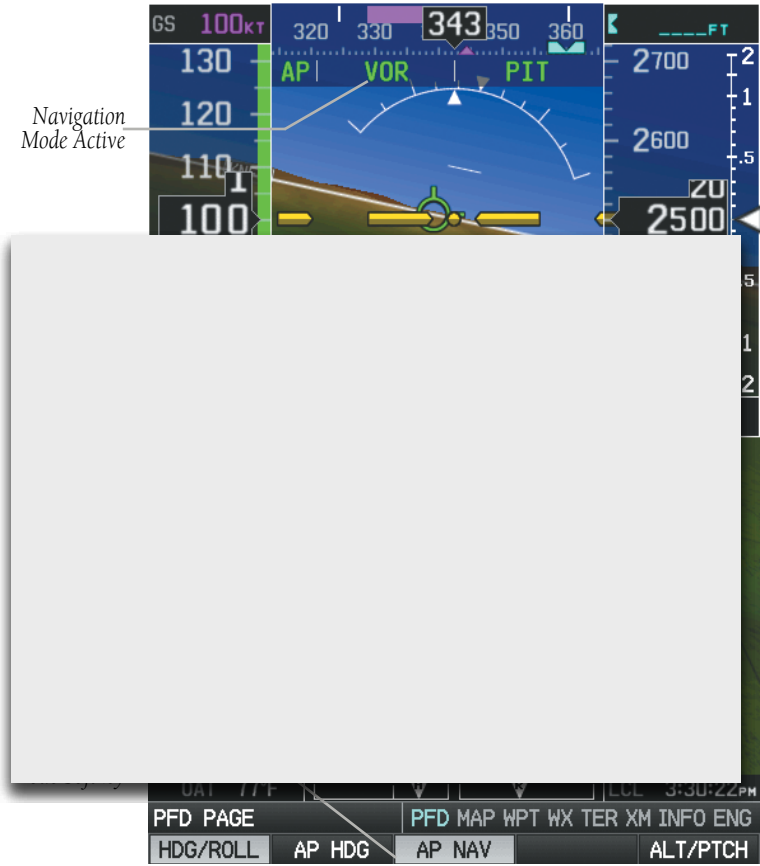 GS 100KT 320 330 343 350 360 ____FT
130 AP VOR PIT 2700 2
1
Navigation
Mode Active
120 2600
.5
110
1 20
100 2500
.5
1
2
OAT 77°F LCL 3:30:22PM
PFD PAGE PFD MAP WPT WX TER XM INFO ENG
HDG/ROLL AP HDG AP NAV ALT/PTCH